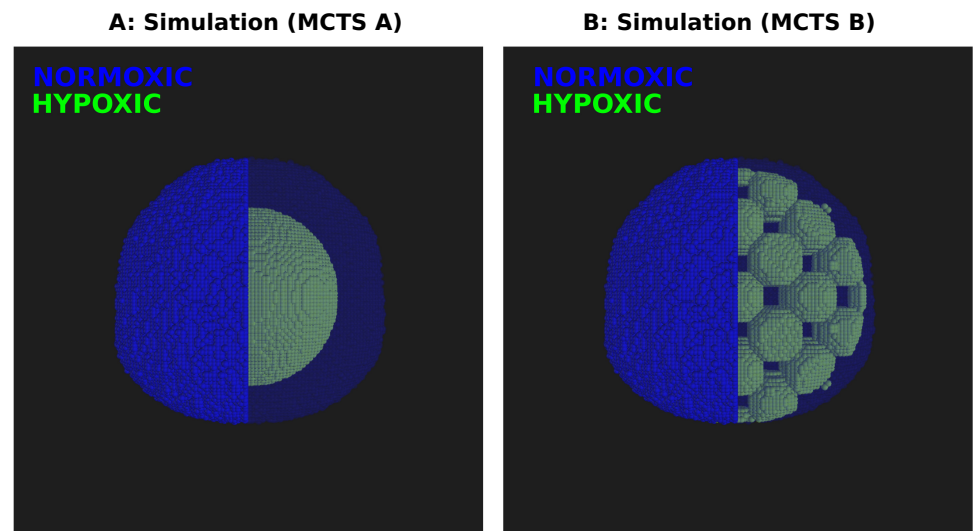 A: Simulation (MCTS A)
NORMOXIC
HYPOXIC
B: Simulation (MCTS B)
NORMOXIC
HYPOXIC